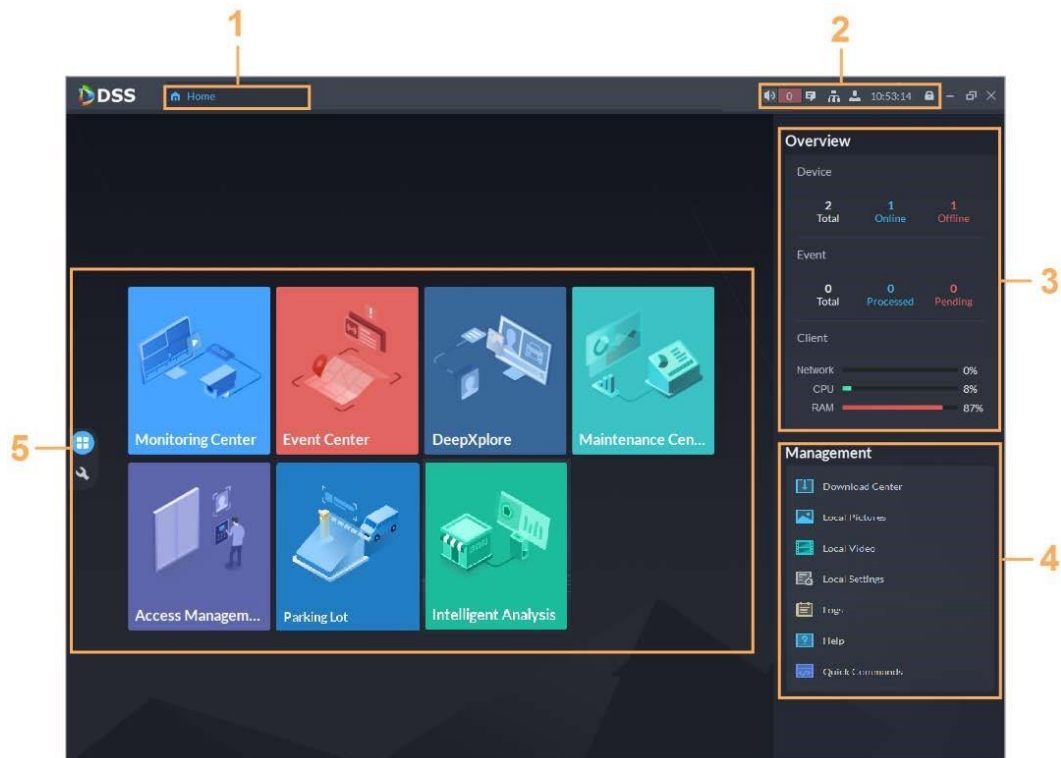 1
2
DSS
Home
0
10:53:14
Overview
Device
2
1
1
Total
Online
Offline
Event
3
0
0
0
Total
Processed
Pending
Client
Network
0%
CPU
8%
RAM
87%
Monitoring Center
Event Center
DeepXplore
Maintenance Cen...
5
Management
Download Center
Local Pictures
Local Video
4
Local Settings
Logs
Help
Quick Commands
Access Managem...
Parking Lot
Intelligent Analysis